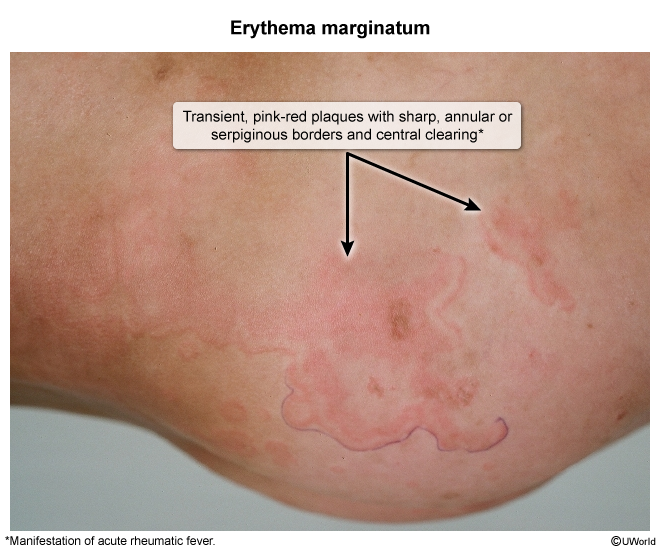 Erythema marginatum
Transient, pink-red plaques with sharp, annular or
serpiginous borders and central clearing*
*Manifestation of acute rheumatic fever.
©UWorld